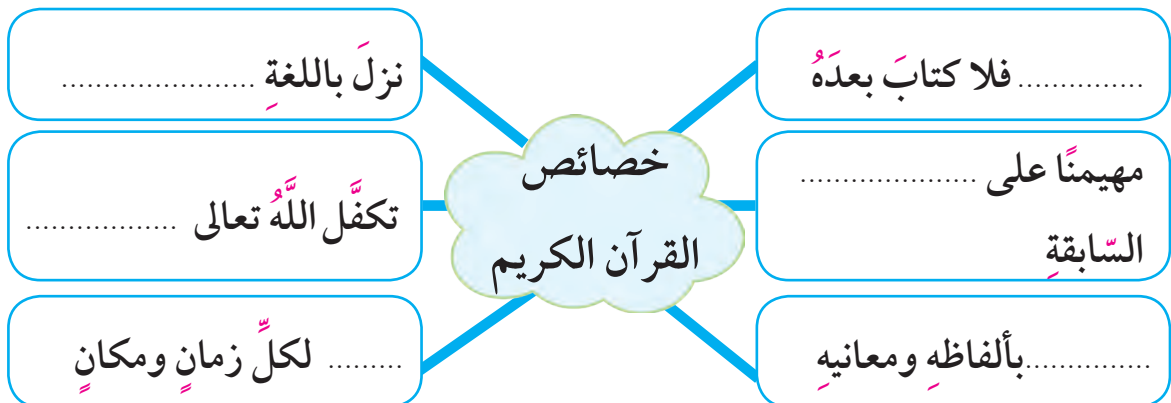 خصائص
القرآن الكريم
............... فلا كتابَ بعدَهُ
مهيمنًا على .....................
السّابقةِ
...............بألفاظهِ ومعانيهِ
نزلَ باللغةِ .......................
تكفَّل اللَّهُ تعالى ..................
......... لكلِّ زمانٍ ومكانٍ